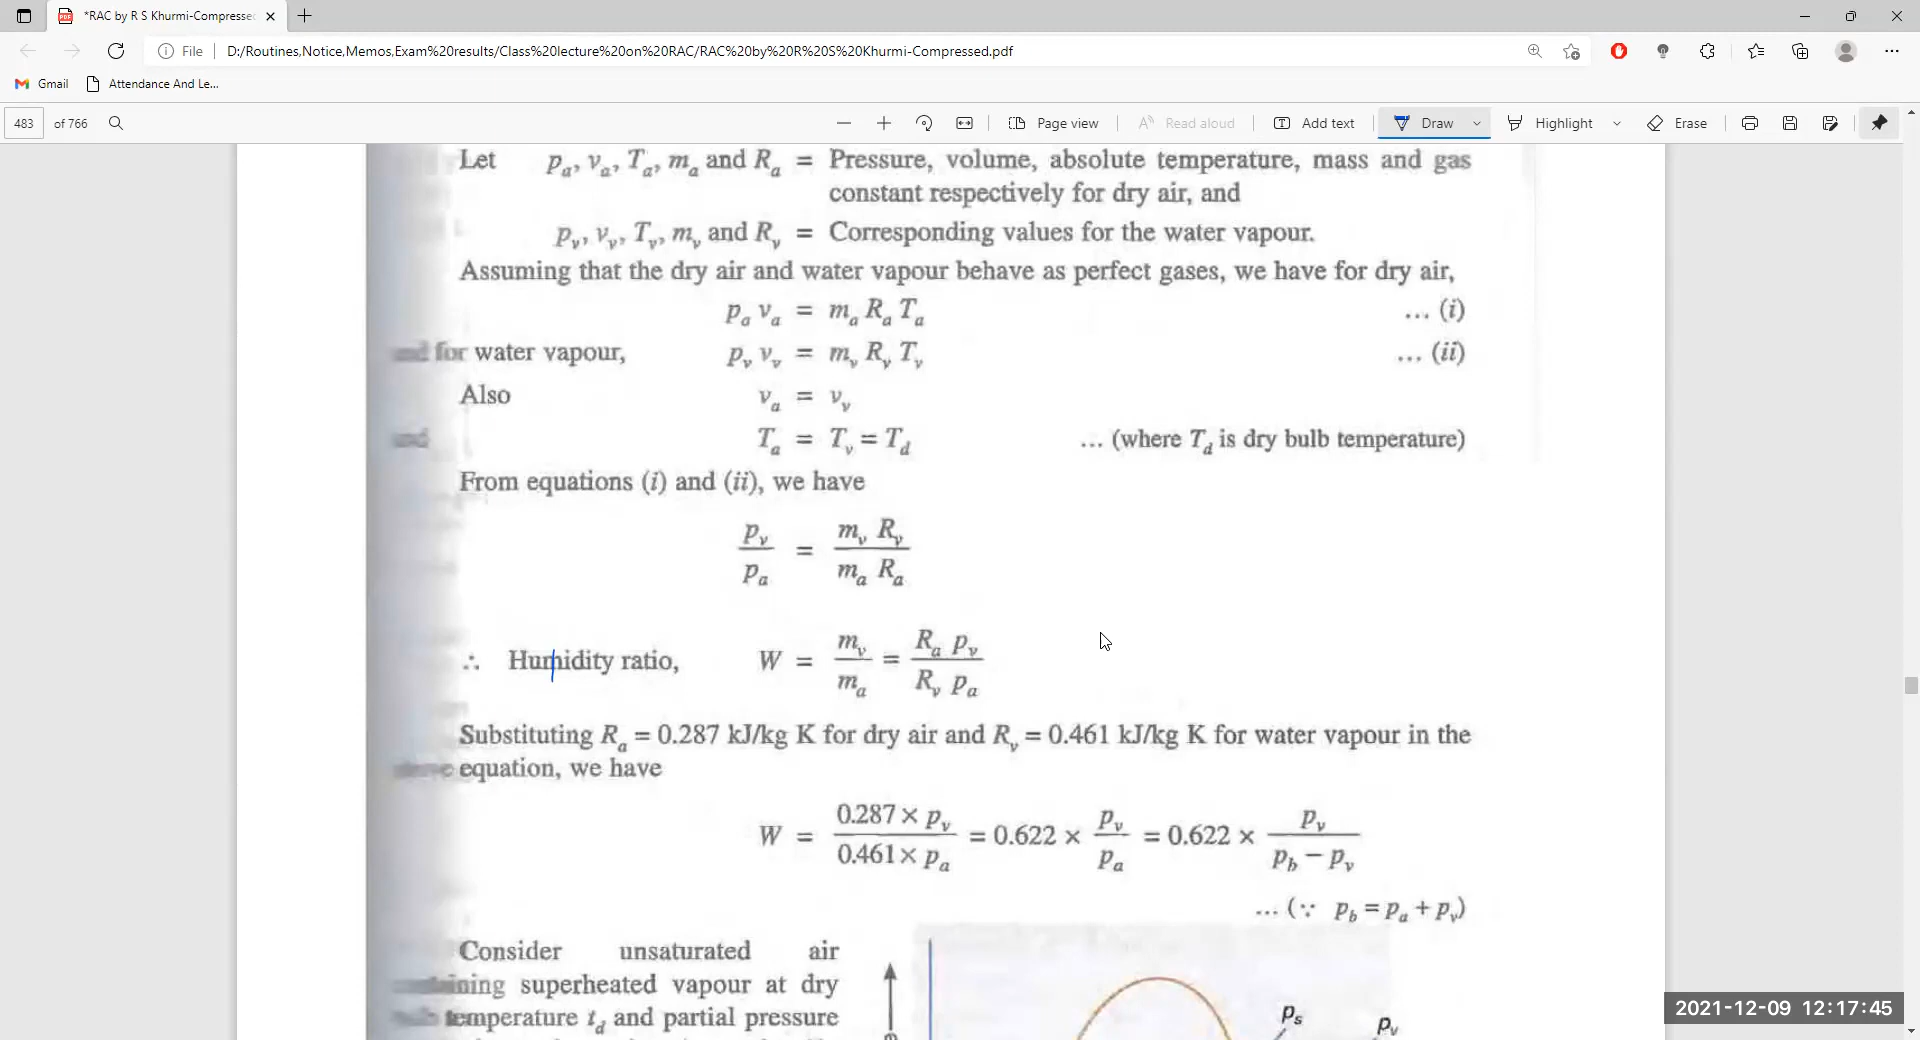 *RAC by R S Khurmi-Compressed
File D:/Routines,Notice,Memos,Exam%20results/Class%20lecture%20on%20RAC/RAC%20by%20R%20S%20Khurmi-Compressed.pdf
Gmail Attendance And Le...
483 of 766 Page view Read aloud Add text Draw Highlight Erase
Let p_a, v_a, T_a, m_a and R_a = Pressure, volume, absolute temperature, mass and gas
constant respectively for dry air, and
p_v, v_v, T_v, m_v and R_v = Corresponding values for the water vapour.
Assuming that the dry air and water vapour behave as perfect gases, we have for dry air,
p_a v_a = m_a R_a T_a ... (i)
and for water vapour, p_v v_v = m_v R_v T_v ... (ii)
Also v_a = v_v
and T_a = T_v = T_d ... (where T_d is dry bulb temperature)
From equations (i) and (ii), we have
p_v / p_a = m_v R_v / m_a R_a
∴ Humidity ratio, W = m_v / m_a = R_a p_v / R_v p_a
Substituting R_a = 0.287 kJ/kg K for dry air and R_v = 0.461 kJ/kg K for water vapour in the
above equation, we have
W = 0.287 × p_v / 0.461 × p_a = 0.622 × p_v / p_a = 0.622 × p_v / p_b − p_v
... (∵ p_b = p_a + p_v)
Consider unsaturated air
containing superheated vapour at dry
bulb temperature t_d and partial pressure
p_s
p_v
2021-12-09 12:17:45